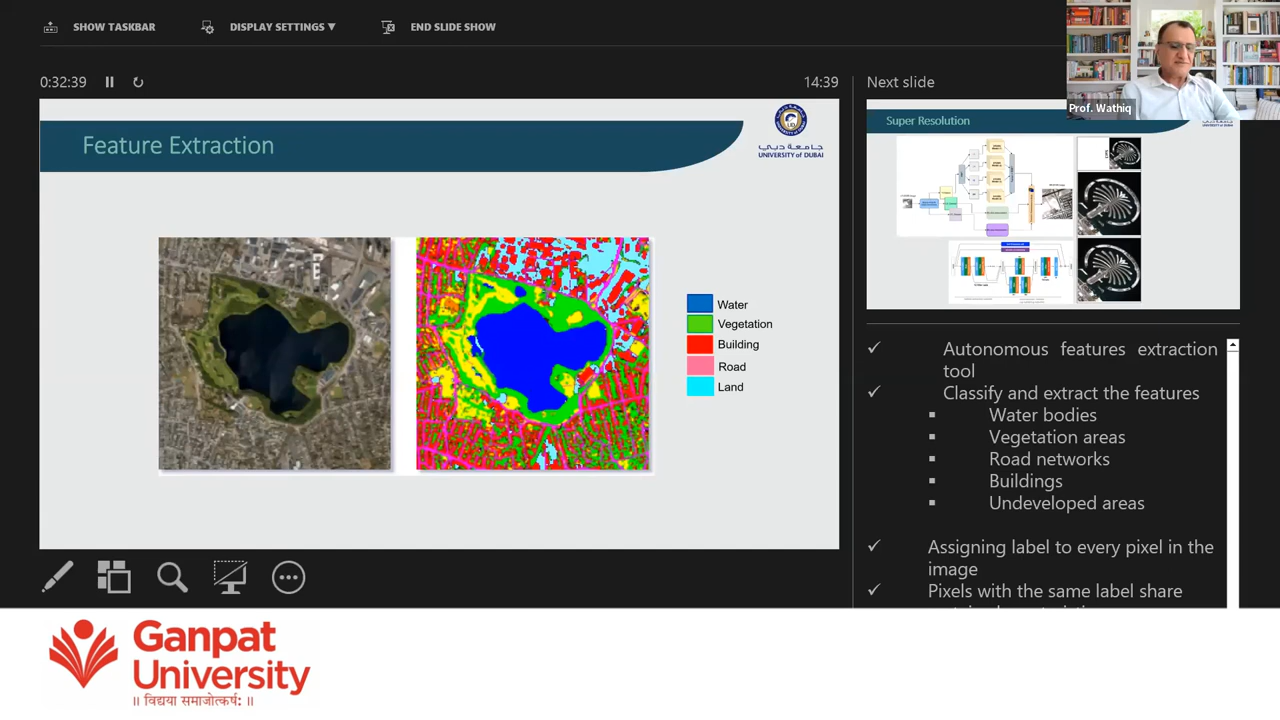 SHOW TASKBAR
DISPLAY SETTINGS ▼
END SLIDE SHOW
0:32:39
14:39
Next slide
Prof. Wathiq
Feature Extraction
جامعة دبي
UNIVERSITY OF DUBAI
Super Resolution
Water
Vegetation
Building
Road
Land
✓ Autonomous features extraction
tool
✓ Classify and extract the features
▪ Water bodies
▪ Vegetation areas
▪ Road networks
▪ Buildings
▪ Undeveloped areas
✓ Assigning label to every pixel in the
image
✓ Pixels with the same label share
Ganpat
University
॥ विद्यया समाजोत्कर्षः ॥